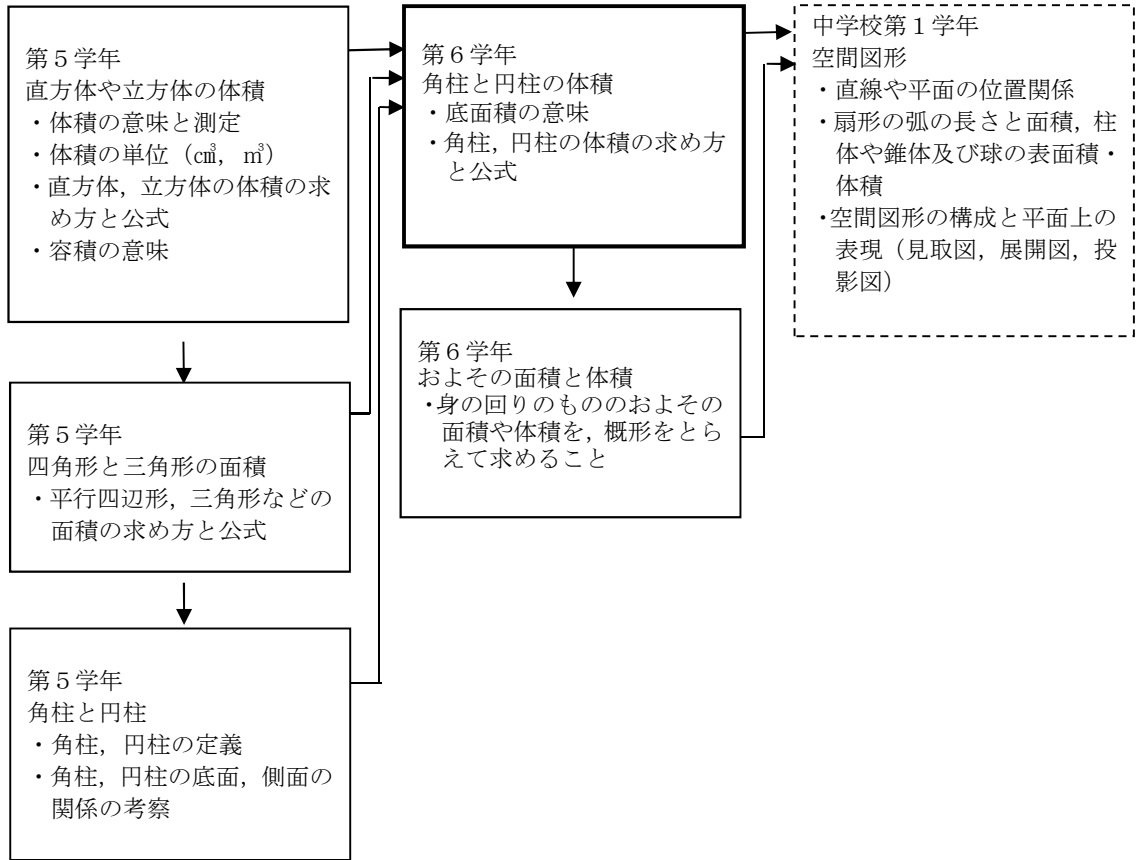 第５学年
直方体や立方体の体積
・体積の意味と測定
・体積の単位（㎤，㎥）
・直方体，立方体の体積の求
め方と公式
・容積の意味
第５学年
四角形と三角形の面積
・平行四辺形，三角形などの
面積の求め方と公式
第５学年
角柱と円柱
・角柱，円柱の定義
・角柱，円柱の底面，側面の
関係の考察
第６学年
角柱と円柱の体積
・底面積の意味
・角柱，円柱の体積の求め方
と公式
第６学年
およその面積と体積
・身の回りのもののおよその
面積や体積を，概形をとら
えて求めること
中学校第１学年
空間図形
・直線や平面の位置関係
・扇形の弧の長さと面積，柱
体や錐体及び球の表面積・
体積
・空間図形の構成と平面上の
表現（見取図，展開図，投
影図）